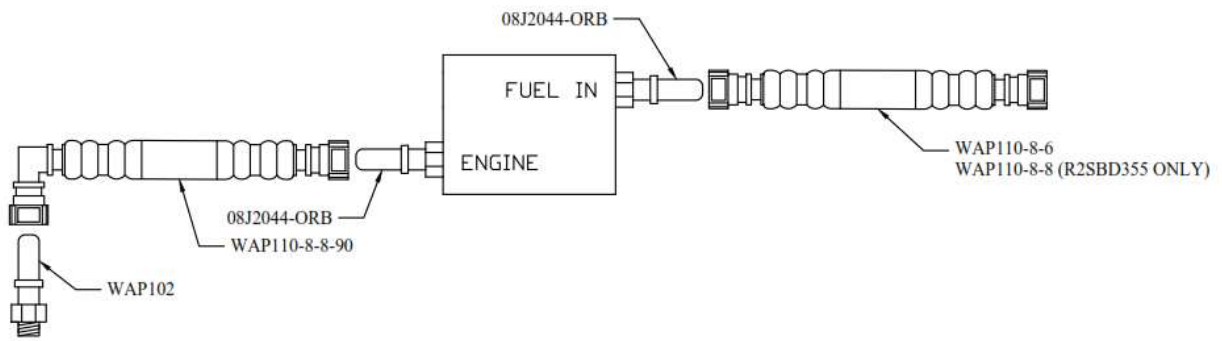 08J2044-ORB
FUEL IN
ENGINE
WAP110-8-6
WAP110-8-8 (R2SBD355 ONLY)
08J2044-ORB
WAP110-8-8-90
WAP102